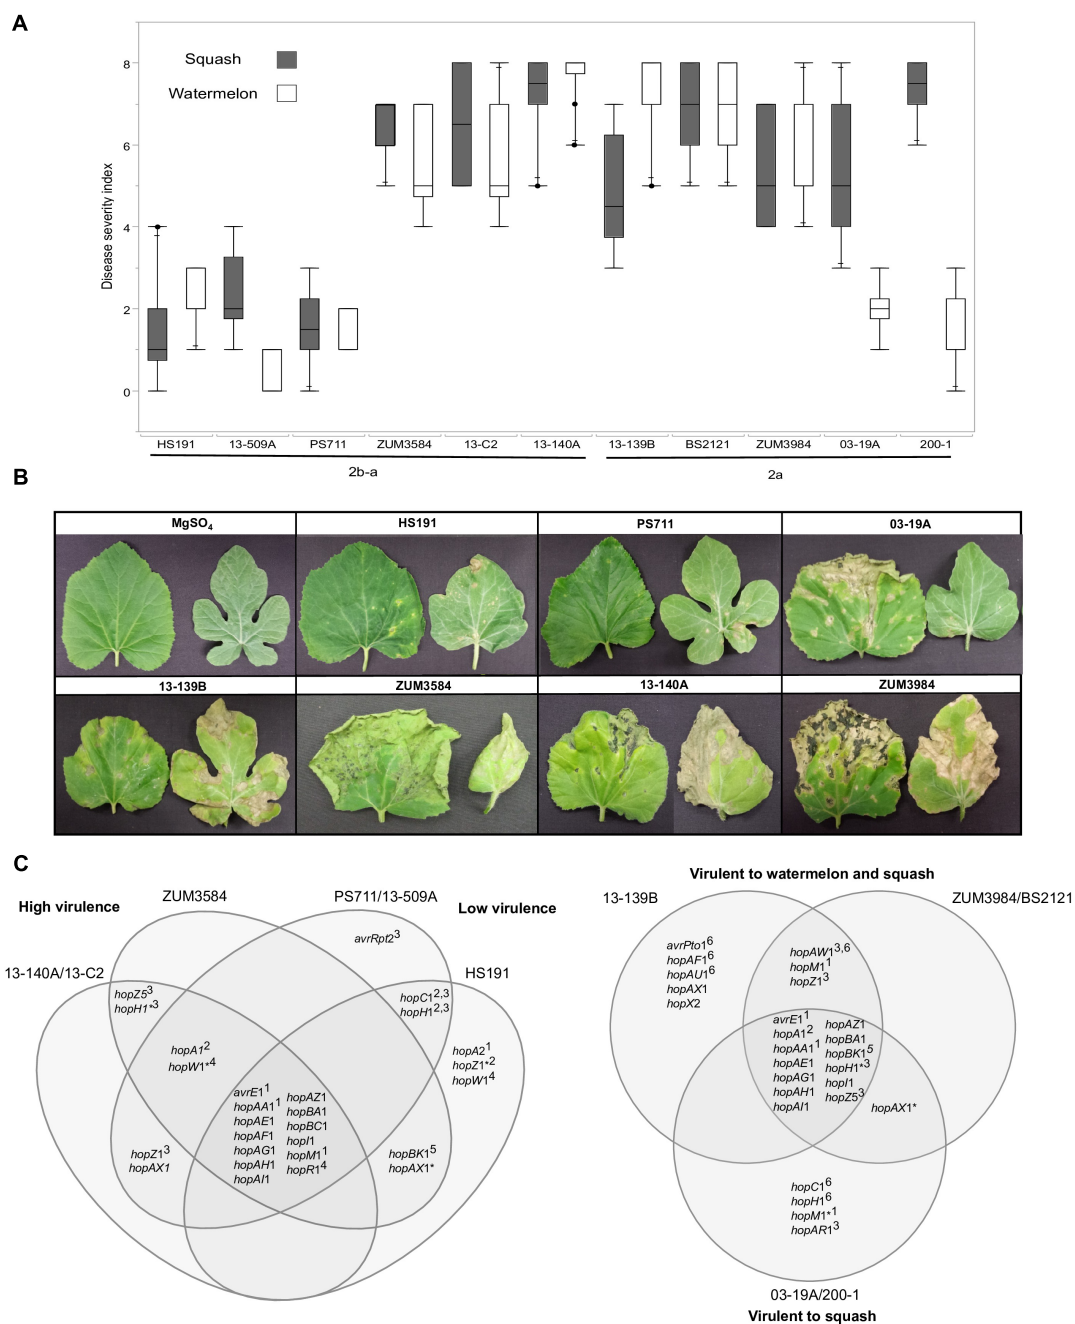 A
Squash
Watermelon
Disease severity index
8
6
4
2
0
HS191 13-509A PS711 ZUM3584 13-C2 13-140A 13-139B BS2121 ZUM3984 03-19A 200-1
2b-a 2a
B
MgSO4 HS191 PS711 03-19A
13-139B ZUM3584 13-140A ZUM3984
C
High virulence
ZUM3584
PS711/13-509A
Low virulence
13-140A/13-C2
HS191
avrRpt2³
hopZ5³
hopH1*³
hopC1²,³
hopH1²,³
hopA1²
hopW1*⁴
hopA2¹
hopZ1*²
hopW1⁴
avrE1¹
hopAA1¹
hopAE1
hopAF1
hopAG1
hopAH1
hopAI1
hopAZ1
hopBA1
hopBC1
hopI1
hopM1¹
hopR1⁴
hopZ1³
hopAX1
hopBK1⁵
hopAX1*
Virulent to watermelon and squash
13-139B
ZUM3984/BS2121
avrPto1⁶
hopAF1⁶
hopAU1⁶
hopAX1
hopX2
hopAW1³,⁶
hopM1¹
hopZ1³
avrE1¹
hopA1²
hopAA1¹
hopAE1
hopAG1
hopAH1
hopAI1
hopAZ1
hopBA1
hopBK1⁵
hopH1*³
hopI1
hopZ5³
hopAX1*
hopC1⁶
hopH1⁶
hopM1*¹
hopAR1³
03-19A/200-1
Virulent to squash